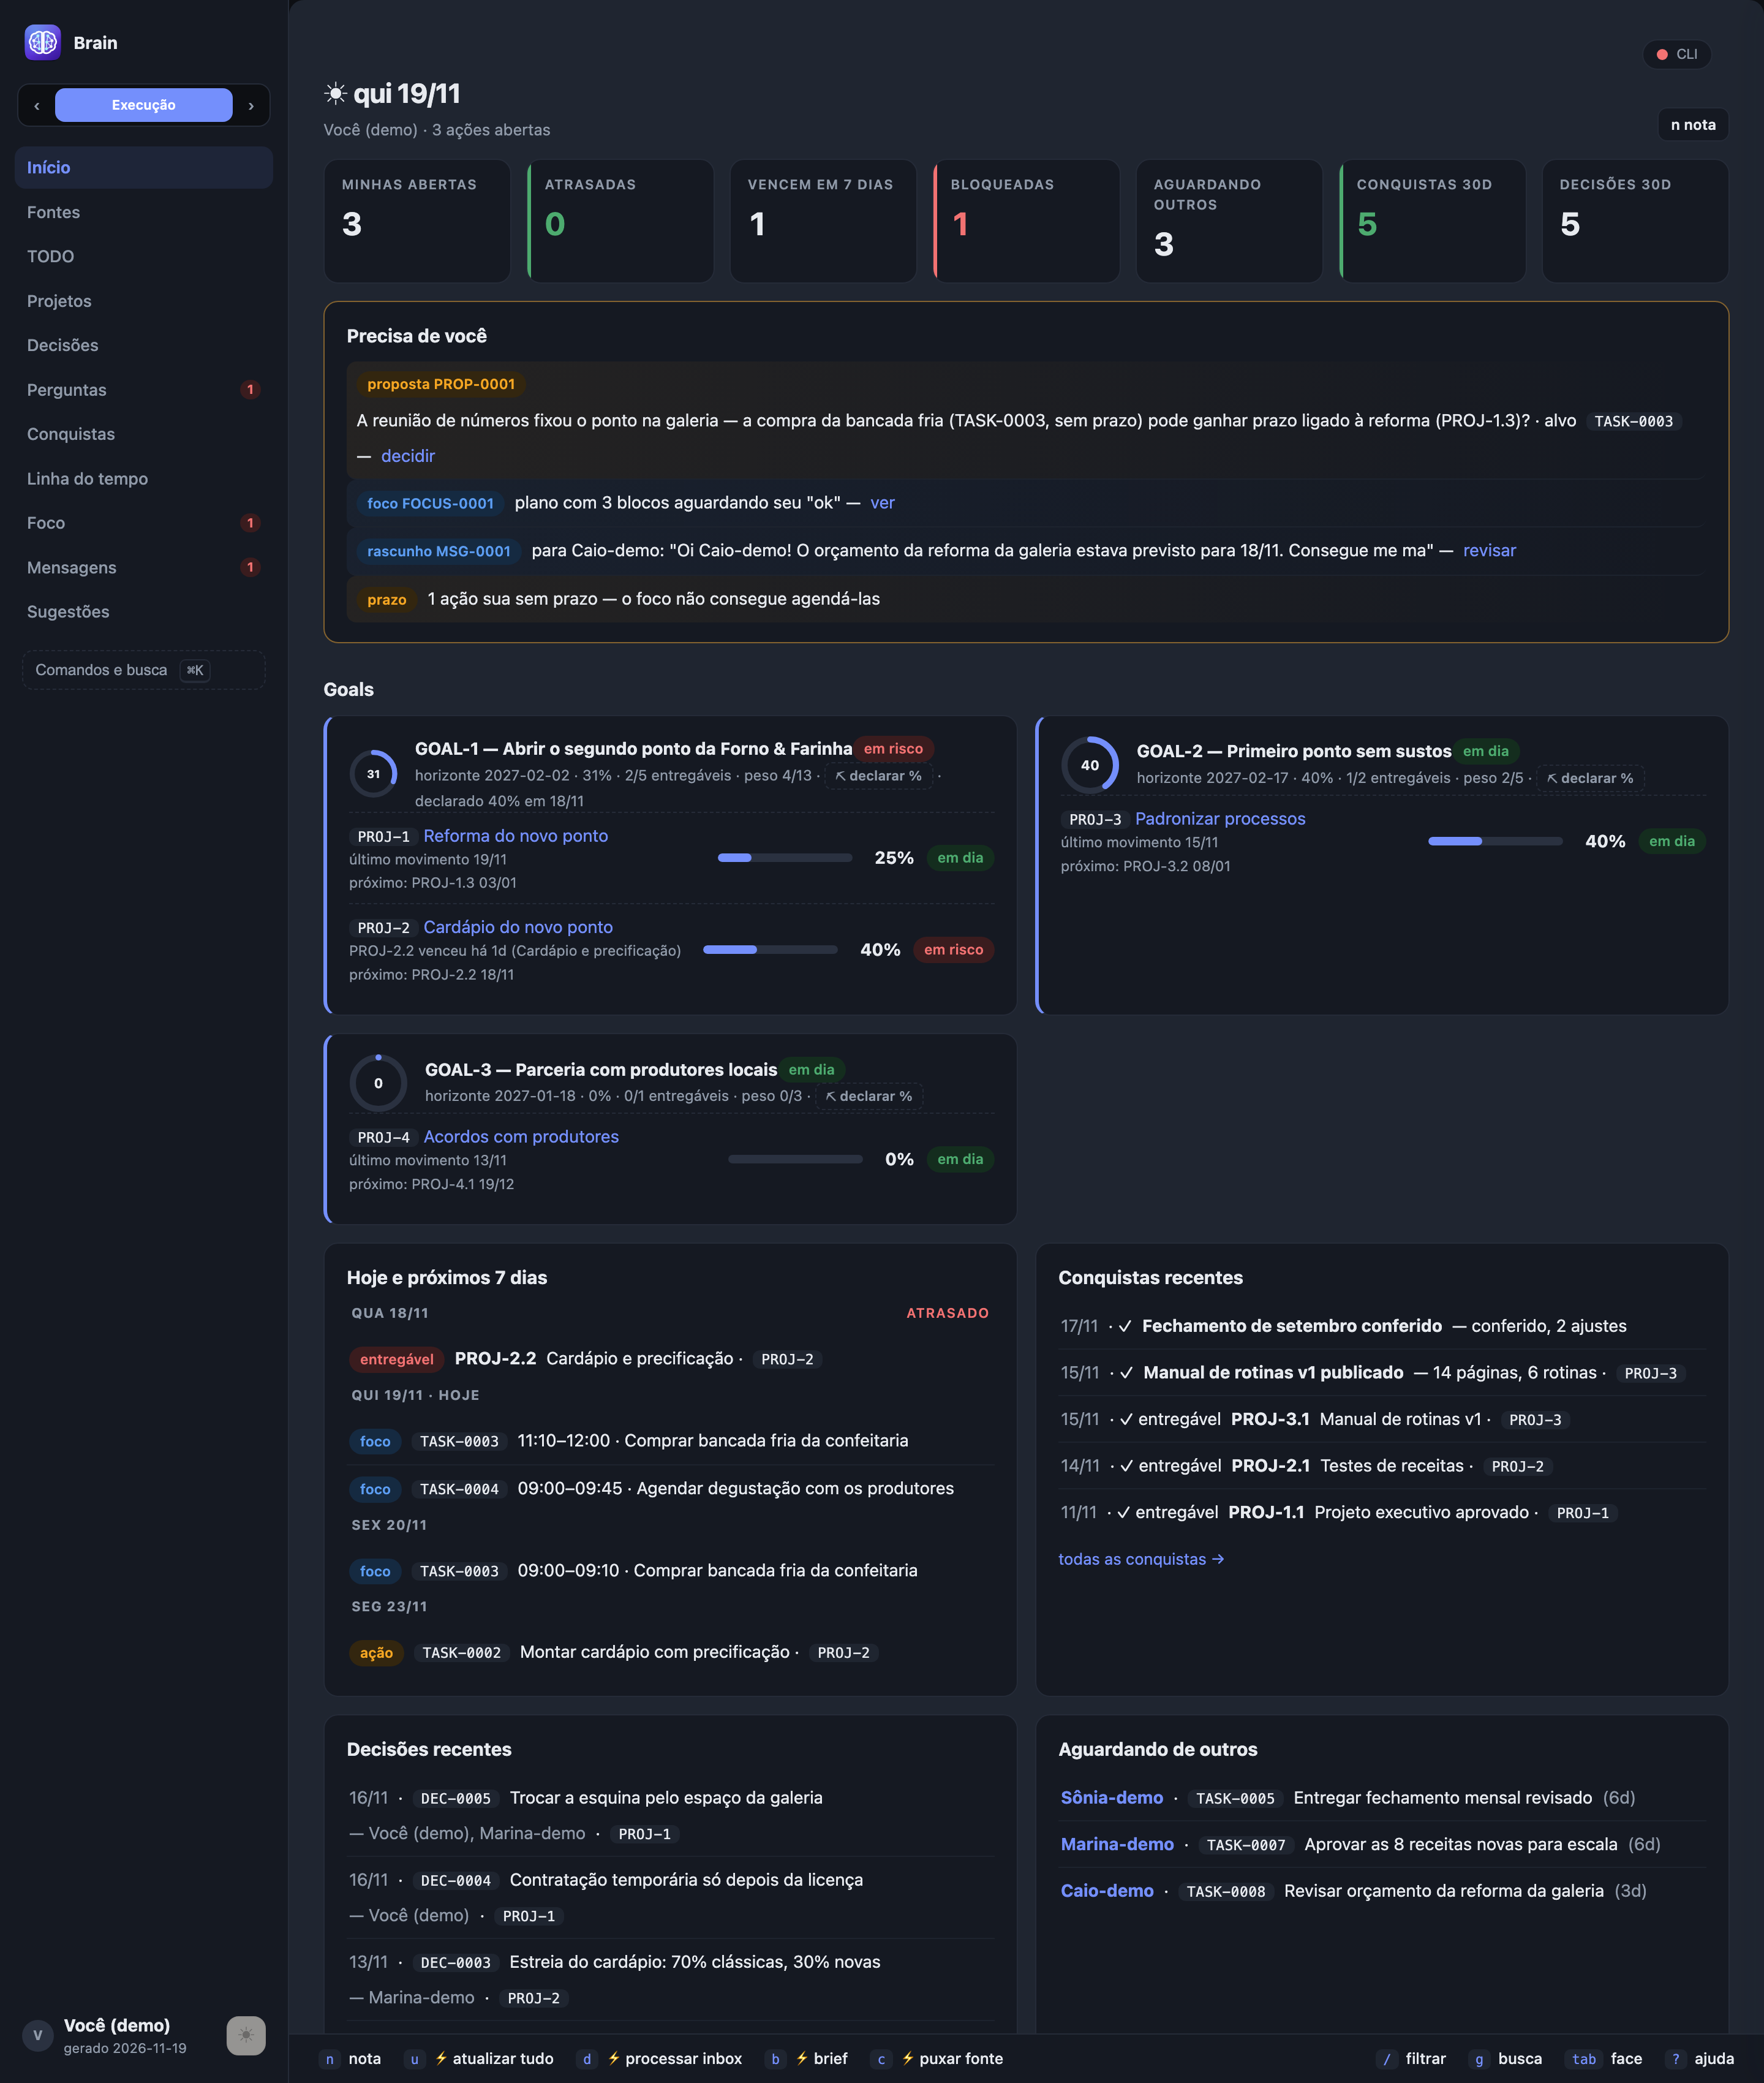 Brain
‹ Execução ›
Início
Fontes
TODO
Projetos
Decisões
Perguntas 1
Conquistas
Linha do tempo
Foco 1
Mensagens 1
Sugestões
Comandos e busca ⌘K
V
Você (demo)
gerado 2026-11-19
CLI
☀ qui 19/11
Você (demo) · 3 ações abertas
n nota
MINHAS ABERTAS
3
ATRASADAS
0
VENCEM EM 7 DIAS
1
BLOQUEADAS
1
AGUARDANDO
OUTROS
3
CONQUISTAS 30D
5
DECISÕES 30D
5
Precisa de você
proposta PROP-0001
A reunião de números fixou o ponto na galeria — a compra da bancada fria (TASK-0003, sem prazo) pode ganhar prazo ligado à reforma (PROJ-1.3)? · alvo TASK-0003
— decidir
foco FOCUS-0001 plano com 3 blocos aguardando seu "ok" — ver
rascunho MSG-0001 para Caio-demo: "Oi Caio-demo! O orçamento da reforma da galeria estava previsto para 18/11. Consegue me ma" — revisar
prazo 1 ação sua sem prazo — o foco não consegue agendá-las
Goals
31
GOAL-1 — Abrir o segundo ponto da Forno & Farinha em risco
horizonte 2027-02-02 · 31% · 2/5 entregáveis · peso 4/13 · ↸ declarar % ·
declarado 40% em 18/11
PROJ-1 Reforma do novo ponto
último movimento 19/11
próximo: PROJ-1.3 03/01
25% em dia
PROJ-2 Cardápio do novo ponto
PROJ-2.2 venceu há 1d (Cardápio e precificação)
próximo: PROJ-2.2 18/11
40% em risco
40
GOAL-2 — Primeiro ponto sem sustos em dia
horizonte 2027-02-17 · 40% · 1/2 entregáveis · peso 2/5 · ↸ declarar %
PROJ-3 Padronizar processos
último movimento 15/11
próximo: PROJ-3.2 08/01
40% em dia
0
GOAL-3 — Parceria com produtores locais em dia
horizonte 2027-01-18 · 0% · 0/1 entregáveis · peso 0/3 · ↸ declarar %
PROJ-4 Acordos com produtores
último movimento 13/11
próximo: PROJ-4.1 19/12
0% em dia
Hoje e próximos 7 dias
QUA 18/11 ATRASADO
entregável PROJ-2.2 Cardápio e precificação · PROJ-2
QUI 19/11 · HOJE
foco TASK-0003 11:10–12:00 · Comprar bancada fria da confeitaria
foco TASK-0004 09:00–09:45 · Agendar degustação com os produtores
SEX 20/11
foco TASK-0003 09:00–09:10 · Comprar bancada fria da confeitaria
SEG 23/11
ação TASK-0002 Montar cardápio com precificação · PROJ-2
Conquistas recentes
17/11 · ✓ Fechamento de setembro conferido — conferido, 2 ajustes
15/11 · ✓ Manual de rotinas v1 publicado — 14 páginas, 6 rotinas · PROJ-3
15/11 · ✓ entregável PROJ-3.1 Manual de rotinas v1 · PROJ-3
14/11 · ✓ entregável PROJ-2.1 Testes de receitas · PROJ-2
11/11 · ✓ entregável PROJ-1.1 Projeto executivo aprovado · PROJ-1
todas as conquistas →
Decisões recentes
16/11 · DEC-0005 Trocar a esquina pelo espaço da galeria
— Você (demo), Marina-demo · PROJ-1
16/11 · DEC-0004 Contratação temporária só depois da licença
— Você (demo) · PROJ-1
13/11 · DEC-0003 Estreia do cardápio: 70% clássicas, 30% novas
— Marina-demo · PROJ-2
Aguardando de outros
Sônia-demo · TASK-0005 Entregar fechamento mensal revisado (6d)
Marina-demo · TASK-0007 Aprovar as 8 receitas novas para escala (6d)
Caio-demo · TASK-0008 Revisar orçamento da reforma da galeria (3d)
n nota u ⚡ atualizar tudo d ⚡ processar inbox b ⚡ brief c ⚡ puxar fonte / filtrar g busca tab face ? ajuda